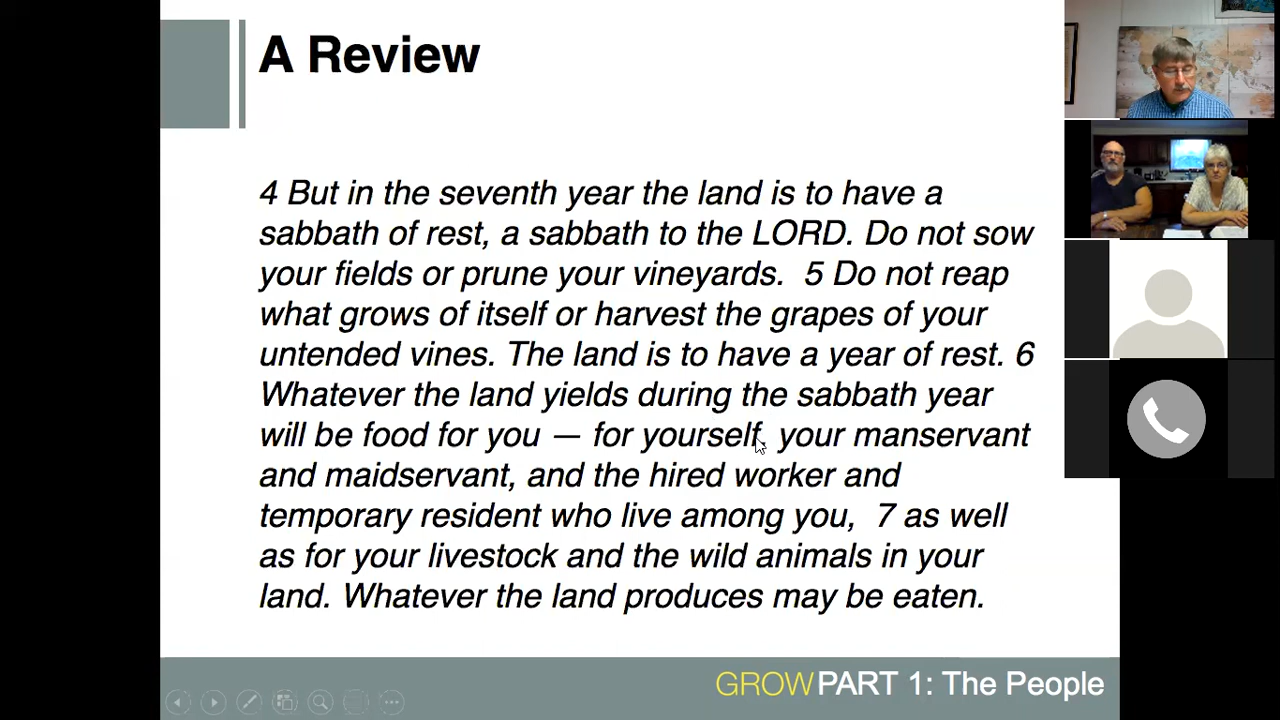 A Review
4 But in the seventh year the land is to have a
sabbath of rest, a sabbath to the LORD. Do not sow
your fields or prune your vineyards. 5 Do not reap
what grows of itself or harvest the grapes of your
untended vines. The land is to have a year of rest. 6
Whatever the land yields during the sabbath year
will be food for you — for yourself, your manservant
and maidservant, and the hired worker and
temporary resident who live among you, 7 as well
as for your livestock and the wild animals in your
land. Whatever the land produces may be eaten.
GROWPART 1: The People